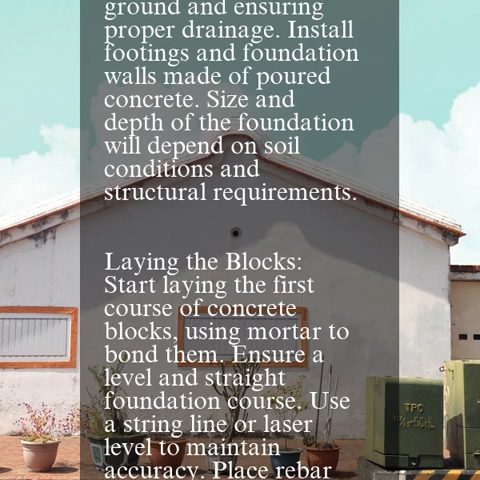 ground and ensuring
proper drainage. Install
footings and foundation
walls made of poured
concrete. Size and
depth of the foundation
will depend on soil
conditions and
structural requirements.
Laying the Blocks:
Start laying the first
course of concrete
blocks, using mortar to
bond them. Ensure a
level and straight
foundation course. Use
a string line or laser
level to maintain
accuracy. Place rebar
TPC